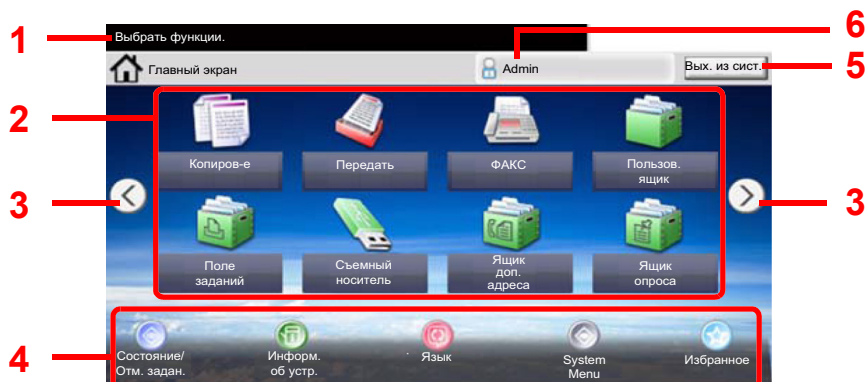 Выбрать функции.
6
1
Главный экран
Admin
Вых. из сист.
5
2
Копиров-е
Передать
ФАКС
Пользов.
ящик
3
3
Поле
заданий
Съемный
носитель
Ящик
доп.
адреса
Ящик
опроса
4
Состояние/
Отм. задан.
Информ.
об устр.
Язык
System
Menu
Избранное